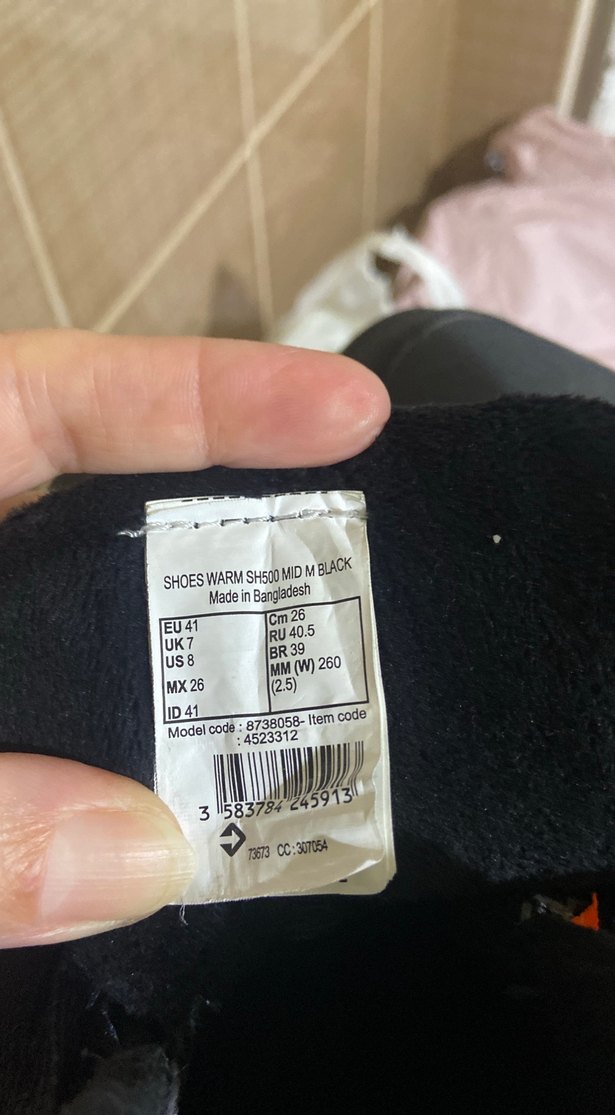 SHOES WARM SH500 MID M BLACK
Made in Bangladesh
EU 41
UK 7
US 8
MX 26
ID 41
Cm 26
RU 40.5
BR 39
MM (W) 260
(2.5)
Model code : 8738058- Item code
: 4523312
3 583784 245913
73673 CC:307054